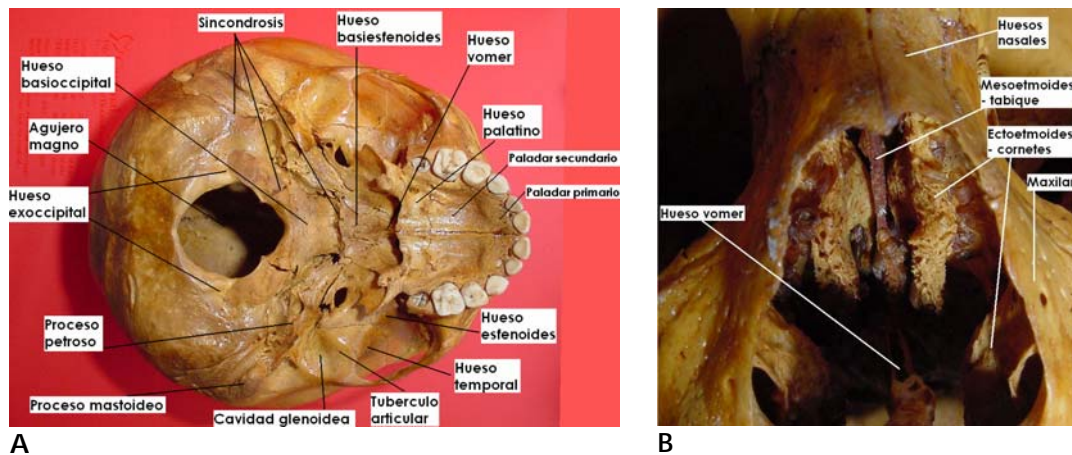 Sincondrosis
Hueso
basiesfenoides
Hueso
vomer
Hueso
basioccipital
Hueso
palatino
Agujero
magno
Paladar secundario
Paladar primario
Hueso
exoccipital
Proceso
petroso
Hueso
esfenoides
Hueso
temporal
Proceso mastoideo
Cavidad glenoidea
Tuberculo
articular
A
Huesos
nasales
Mesoetmoides
- tabique
Ectoetmoides
- cornetes
Maxilar
Hueso vomer
B